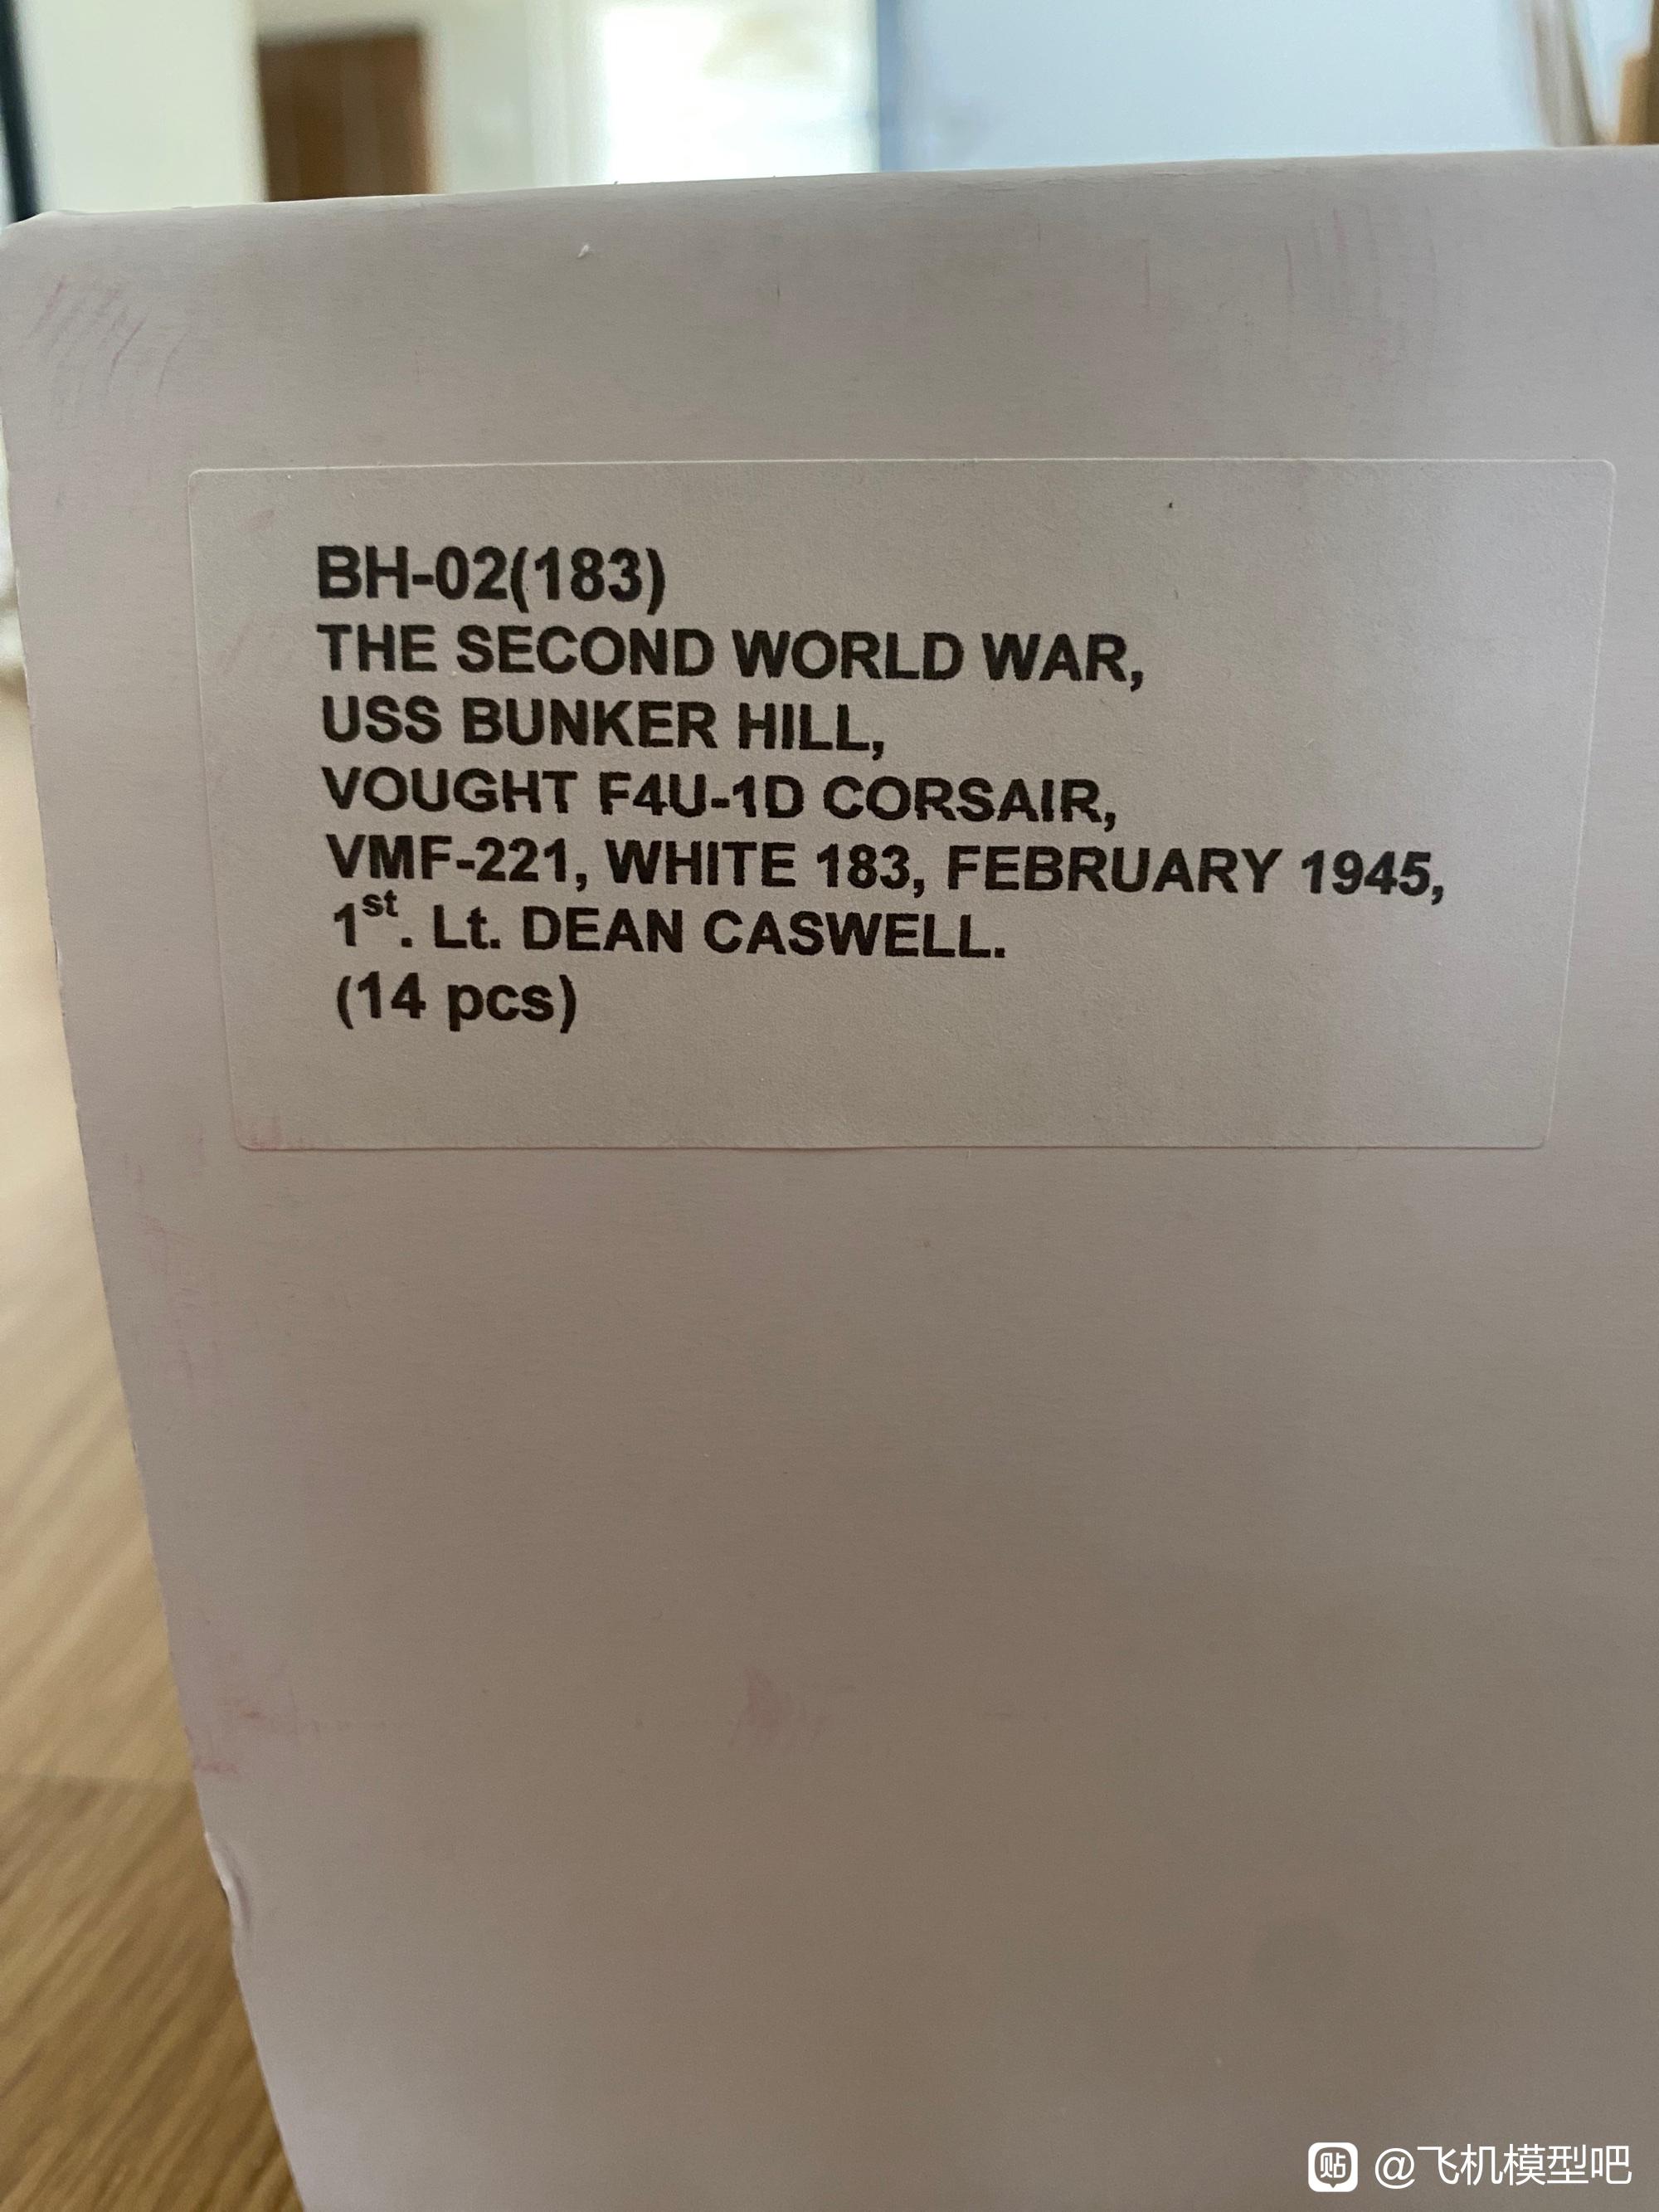 BH-02(183)
THE SECOND WORLD WAR,
USS BUNKER HILL,
VOUGHT F4U-1D CORSAIR,
VMF-221, WHITE 183, FEBRUARY 1945,
1st. Lt. DEAN CASWELL.
(14 pcs)
贴 @飞机模型吧